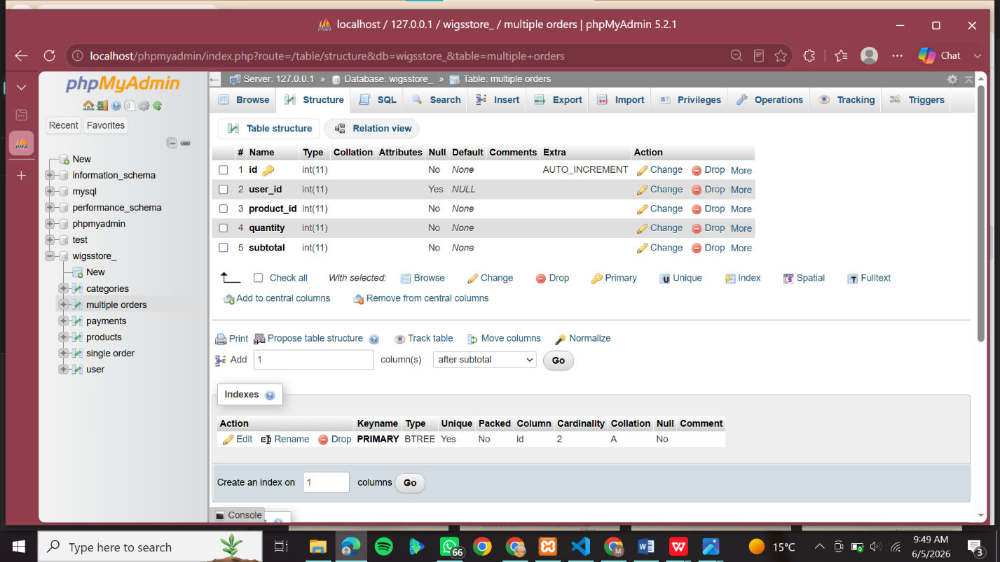 localhost / 127.0.0.1 / wigsstore_ / multiple orders | phpMyAdmin 5.2.1
localhost/phpmyadmin/index.php?route=/table/structure&db=wigsstore_&table=multiple+orders
Chat
phpMyAdmin
Recent Favorites
New
information_schema
mysql
performance_schema
phpmyadmin
test
wigsstore_
New
categories
multiple orders
payments
products
single order
user
Server: 127.0.0.1 » Database: wigsstore_ » Table: multiple orders
Browse Structure SQL Search Insert Export Import Privileges Operations Tracking Triggers
Table structure Relation view
# Name Type Collation Attributes Null Default Comments Extra Action
1 id int(11) No None AUTO_INCREMENT Change Drop More
2 user_id int(11) Yes NULL Change Drop More
3 product_id int(11) No None Change Drop More
4 quantity int(11) No None Change Drop More
5 subtotal int(11) No None Change Drop More
Check all With selected: Browse Change Drop Primary Unique Index Spatial Fulltext
Add to central columns Remove from central columns
Print Propose table structure Track table Move columns Normalize
Add 1 column(s) after subtotal Go
Indexes
Action Keyname Type Unique Packed Column Cardinality Collation Null Comment
Edit Rename Drop PRIMARY BTREE Yes No id 2 A No
Create an index on 1 columns Go
Console
PMA
Type here to search
66
M
W
15°C
9:49 AM
6/5/2026
3